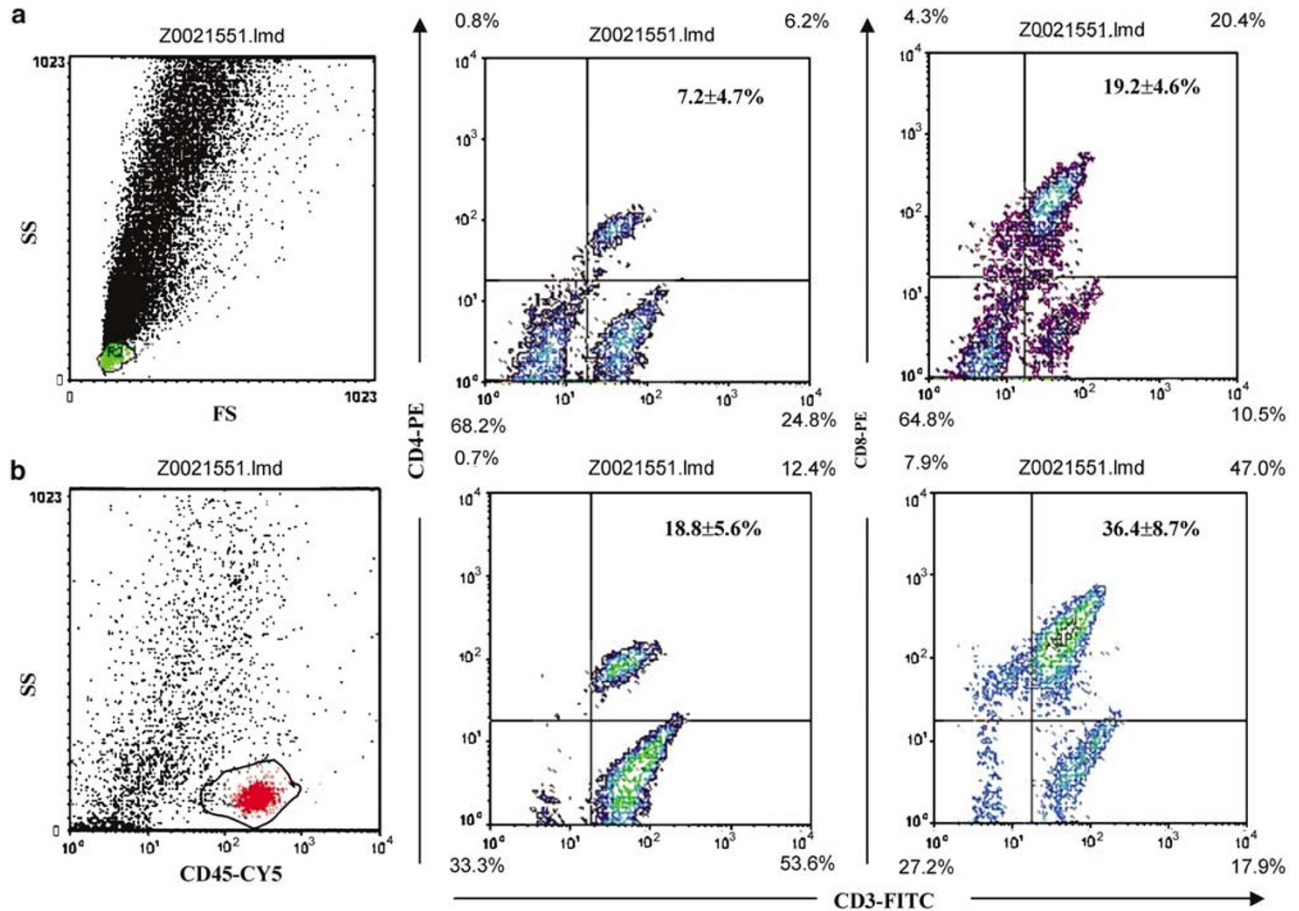 a
Z0021551.lmd
1023
SS
R2
0
FS
1023
0.8%
6.2%
Z0021551.lmd
7.2±4.7%
10⁴
10³
10²
10¹
10⁰
10⁰ 10¹ 10² 10³ 10⁴
68.2%
24.8%
CD4-PE
4.3%
20.4%
Z0021551.lmd
19.2±4.6%
10⁴
10³
10²
10¹
10⁰
10⁰ 10¹ 10² 10³ 10⁴
64.8%
10.5%
CD8-PE
b
Z0021551.lmd
1023
SS
0
10⁰ 10¹ 10² 10³ 10⁴
CD45-CY5
0.7%
12.4%
Z0021551.lmd
18.8±5.6%
10⁴
10³
10²
10¹
10⁰
10⁰ 10¹ 10² 10³ 10⁴
33.3%
53.6%
7.9%
47.0%
Z0021551.lmd
36.4±8.7%
10⁴
10³
10²
10¹
10⁰
10⁰ 10¹ 10² 10³ 10⁴
27.2%
17.9%
CD3-FITC